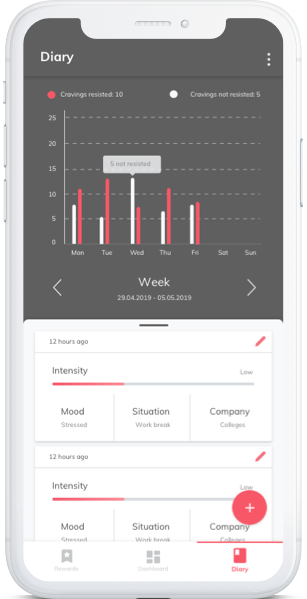 Diary
Cravings resisted: 10 Cravings not resisted: 5
25
20
15
5 not resisted
10
5
0
Mon Tue Wed Thu Fri Sat Sun
Week
29.04.2019 - 05.05.2019
12 hours ago
Intensity Low
Mood Situation Company
Stressed Work break Colleges
12 hours ago
Intensity Low
Mood Situation Company
Stressed Work break Colleges
Rewards Dashboard Diary